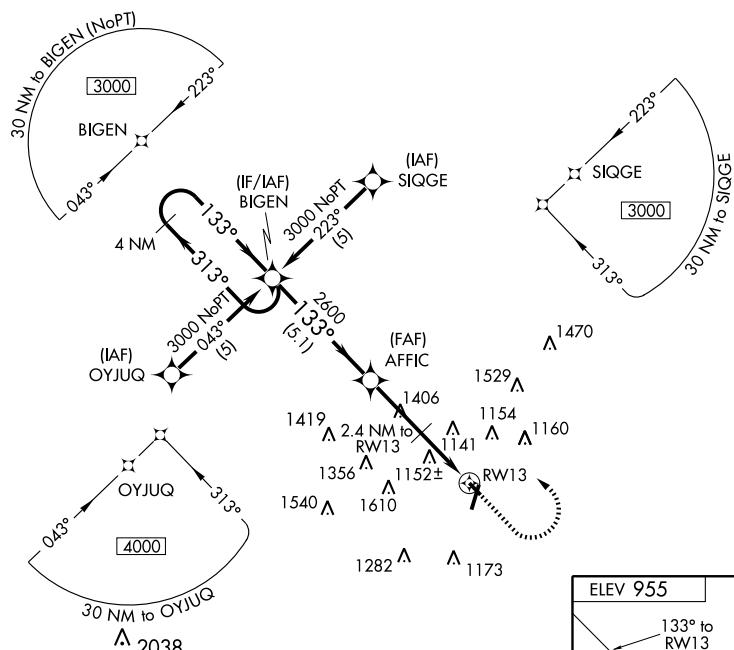 30 NM to BIGEN (NoPT)
3000
223°
BIGEN
043°
(IAF)
SIQGE
223°
SIQGE
3000
313°
30 NM to SIQGE
(IF/IAF)
BIGEN
3000 NoPT
223°
(5)
133°
4 NM
313°
3000 NoPT
043°
(5)
(IAF)
OYJUQ
2600
133°
(5.1)
(FAF)
AFFIC
1470
1529
1406
1419
2.4 NM to
RW13
1154
1160
1141
1356
1152±
RW13
1540
1610
1282
1173
OYJUQ
313°
043°
4000
30 NM to OYJUQ
2038
ELEV 955
133° to
RW13